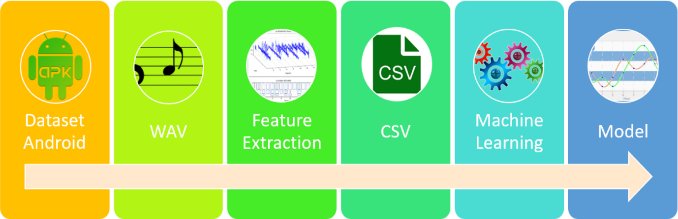 apk
Dataset
Android
WAV
Feature
Extraction
CSV
CSV
Machine
Learning
Model